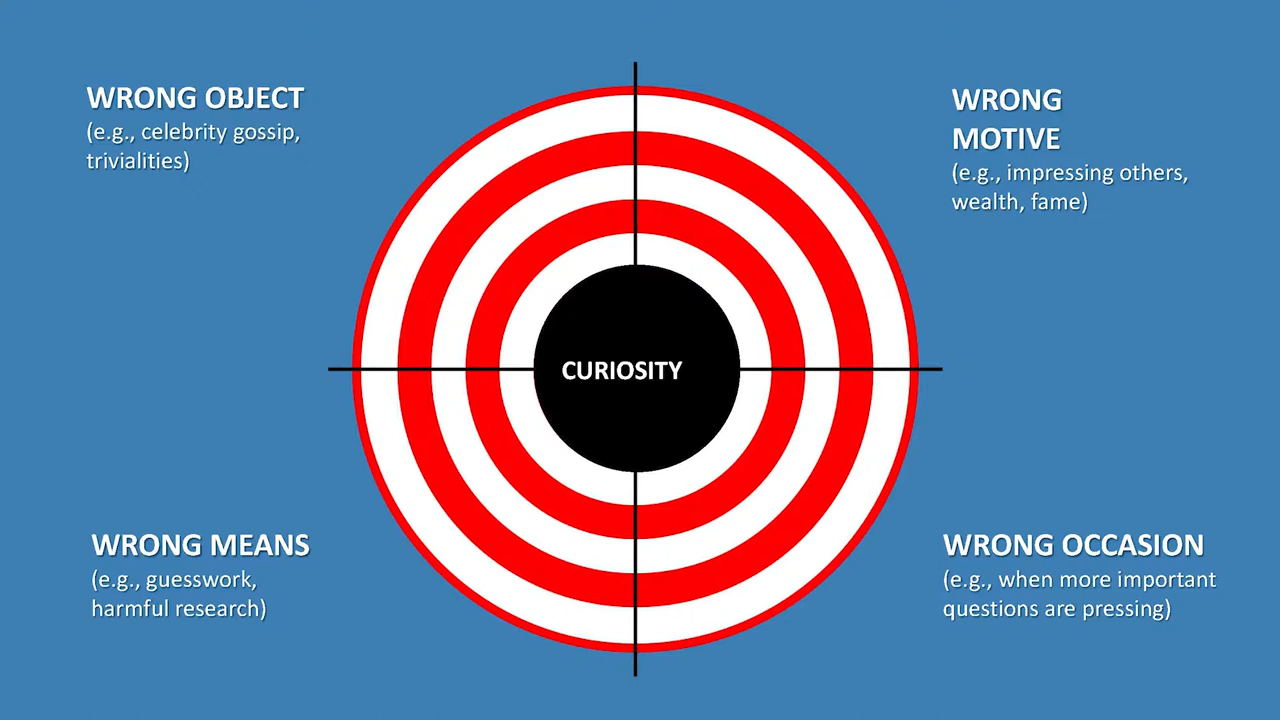 WRONG OBJECT
(e.g., celebrity gossip,
trivialities)
WRONG
MOTIVE
(e.g., impressing others,
wealth, fame)
CURIOSITY
WRONG MEANS
(e.g., guesswork,
harmful research)
WRONG OCCASION
(e.g., when more important
questions are pressing)